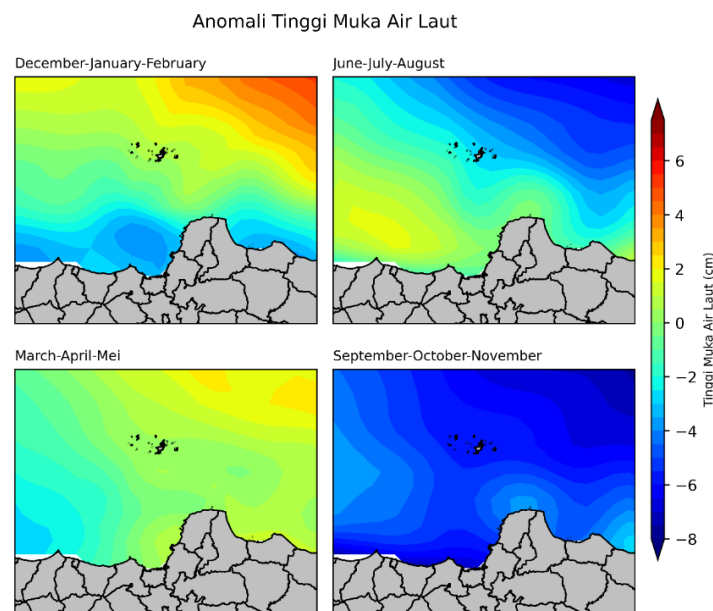 Anomali Tinggi Muka Air Laut
December-January-February
June-July-August
March-April-Mei
September-October-November
6
4
2
0
−2
−4
−6
−8
Tinggi Muka Air Laut (cm)